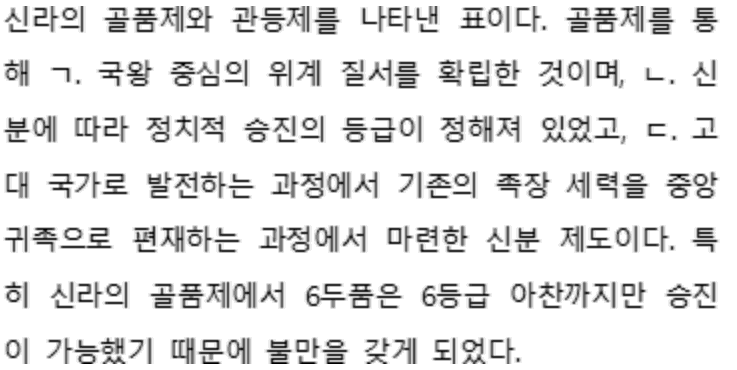 신라의 골품제와 관등제를 나타낸 표이다. 골품제를 통
해 ㄱ. 국왕 중심의 위계 질서를 확립한 것이며, ㄴ. 신
분에 따라 정치적 승진의 등급이 정해져 있었고, ㄷ. 고
대 국가로 발전하는 과정에서 기존의 족장 세력을 중앙
귀족으로 편재하는 과정에서 마련한 신분 제도이다. 특
히 신라의 골품제에서 6두품은 6등급 아찬까지만 승진
이 가능했기 때문에 불만을 갖게 되었다.